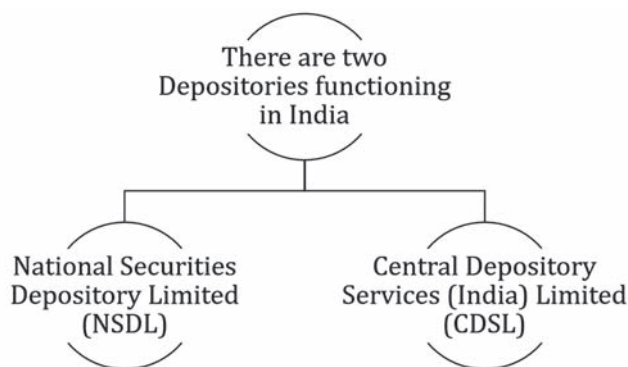 There are two
Depositories functioning
in India
National Securities
Depository Limited
(NSDL)
Central Depository
Services (India) Limited
(CDSL)